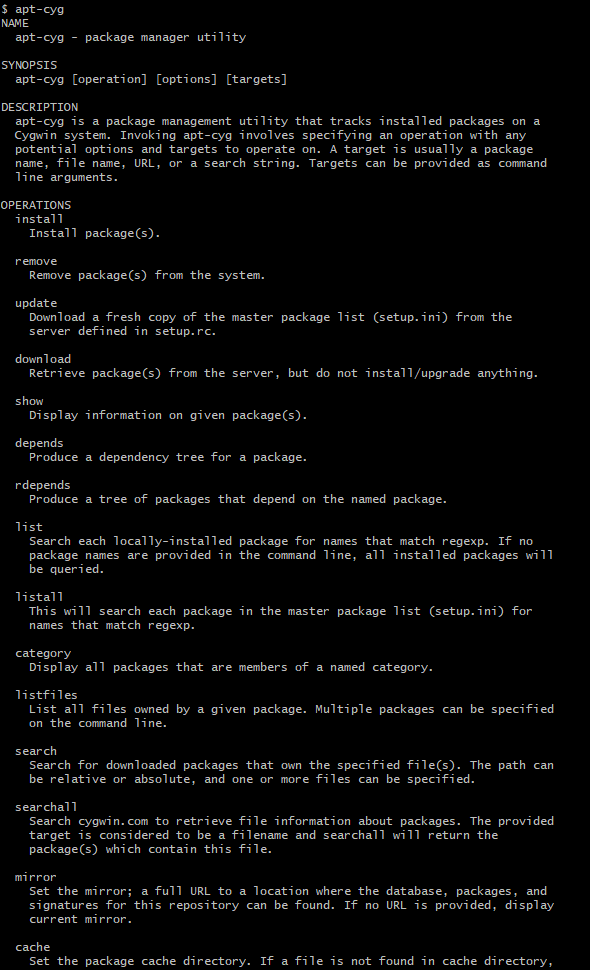 $ apt-cyg
NAME
apt-cyg - package manager utility
SYNOPSIS
apt-cyg [operation] [options] [targets]
DESCRIPTION
apt-cyg is a package management utility that tracks installed packages on a
Cygwin system. Invoking apt-cyg involves specifying an operation with any
potential options and targets to operate on. A target is usually a package
name, file name, URL, or a search string. Targets can be provided as command
line arguments.
OPERATIONS
install
Install package(s).
remove
Remove package(s) from the system.
update
Download a fresh copy of the master package list (setup.ini) from the
server defined in setup.rc.
download
Retrieve package(s) from the server, but do not install/upgrade anything.
show
Display information on given package(s).
depends
Produce a dependency tree for a package.
rdepends
Produce a tree of packages that depend on the named package.
list
Search each locally-installed package for names that match regexp. If no
package names are provided in the command line, all installed packages will
be queried.
listall
This will search each package in the master package list (setup.ini) for
names that match regexp.
category
Display all packages that are members of a named category.
listfiles
List all files owned by a given package. Multiple packages can be specified
on the command line.
search
Search for downloaded packages that own the specified file(s). The path can
be relative or absolute, and one or more files can be specified.
searchall
Search cygwin.com to retrieve file information about packages. The provided
target is considered to be a filename and searchall will return the
package(s) which contain this file.
mirror
Set the mirror; a full URL to a location where the database, packages, and
signatures for this repository can be found. If no URL is provided, display
current mirror.
cache
Set the package cache directory. If a file is not found in cache directory,